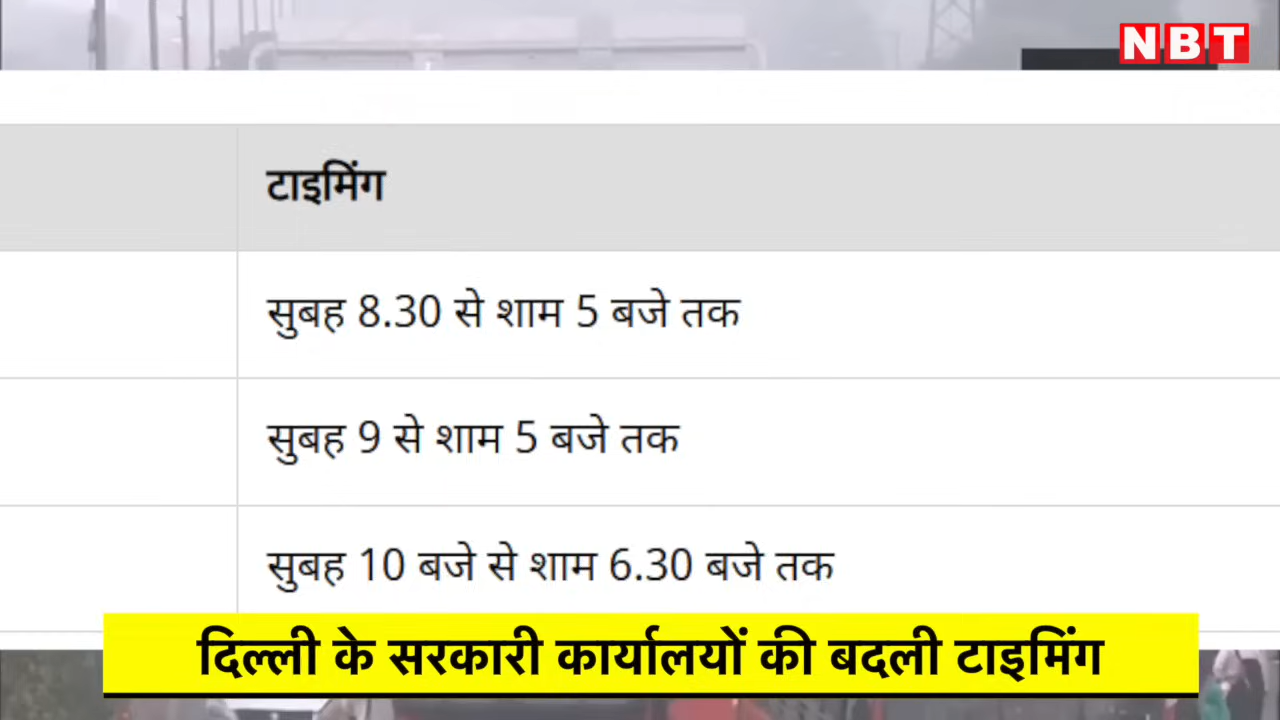 NBT
टाइमिंग
सुबह 8.30 से शाम 5 बजे तक
सुबह 9 से शाम 5 बजे तक
सुबह 10 बजे से शाम 6.30 बजे तक
दिल्ली के सरकारी कार्यालयों की बदली टाइमिंग